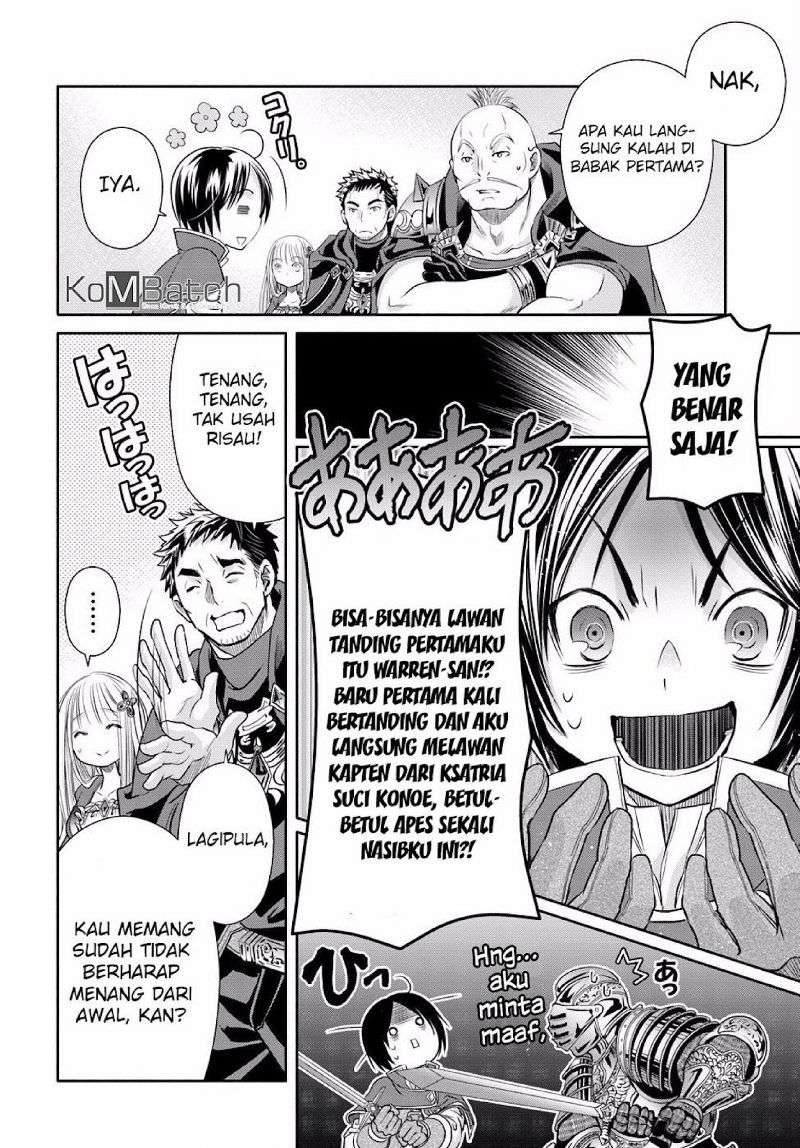 NAK,
APA KAU LANG-
SUNG KALAH DI
BABAK PERTAMA?
コクリ。
IYA.
KoMBatch
YANG
BENAR
SAJA!
ああああ
BISA-BISANYA LAWAN
TANDING PERTAMAKU
ITU WARREN-SAN!?
BARU PERTAMA KALI
BERTANDING DAN AKU
LANGSUNG MELAWAN
KAPTEN DARI KSATRIA
SUCI KONOE, BETUL-
BETUL APES SEKALI
NASIBKU INI?!
あっ
Hng...
aku
minta
maaf,
ひっ
TENANG,
TENANG,
TAK USAH
RISAU!
はっはっはっ
......
LAGIPULA,
KAU MEMANG
SUDAH TIDAK
BERHARAP
MENANG DARI
AWAL, KAN?